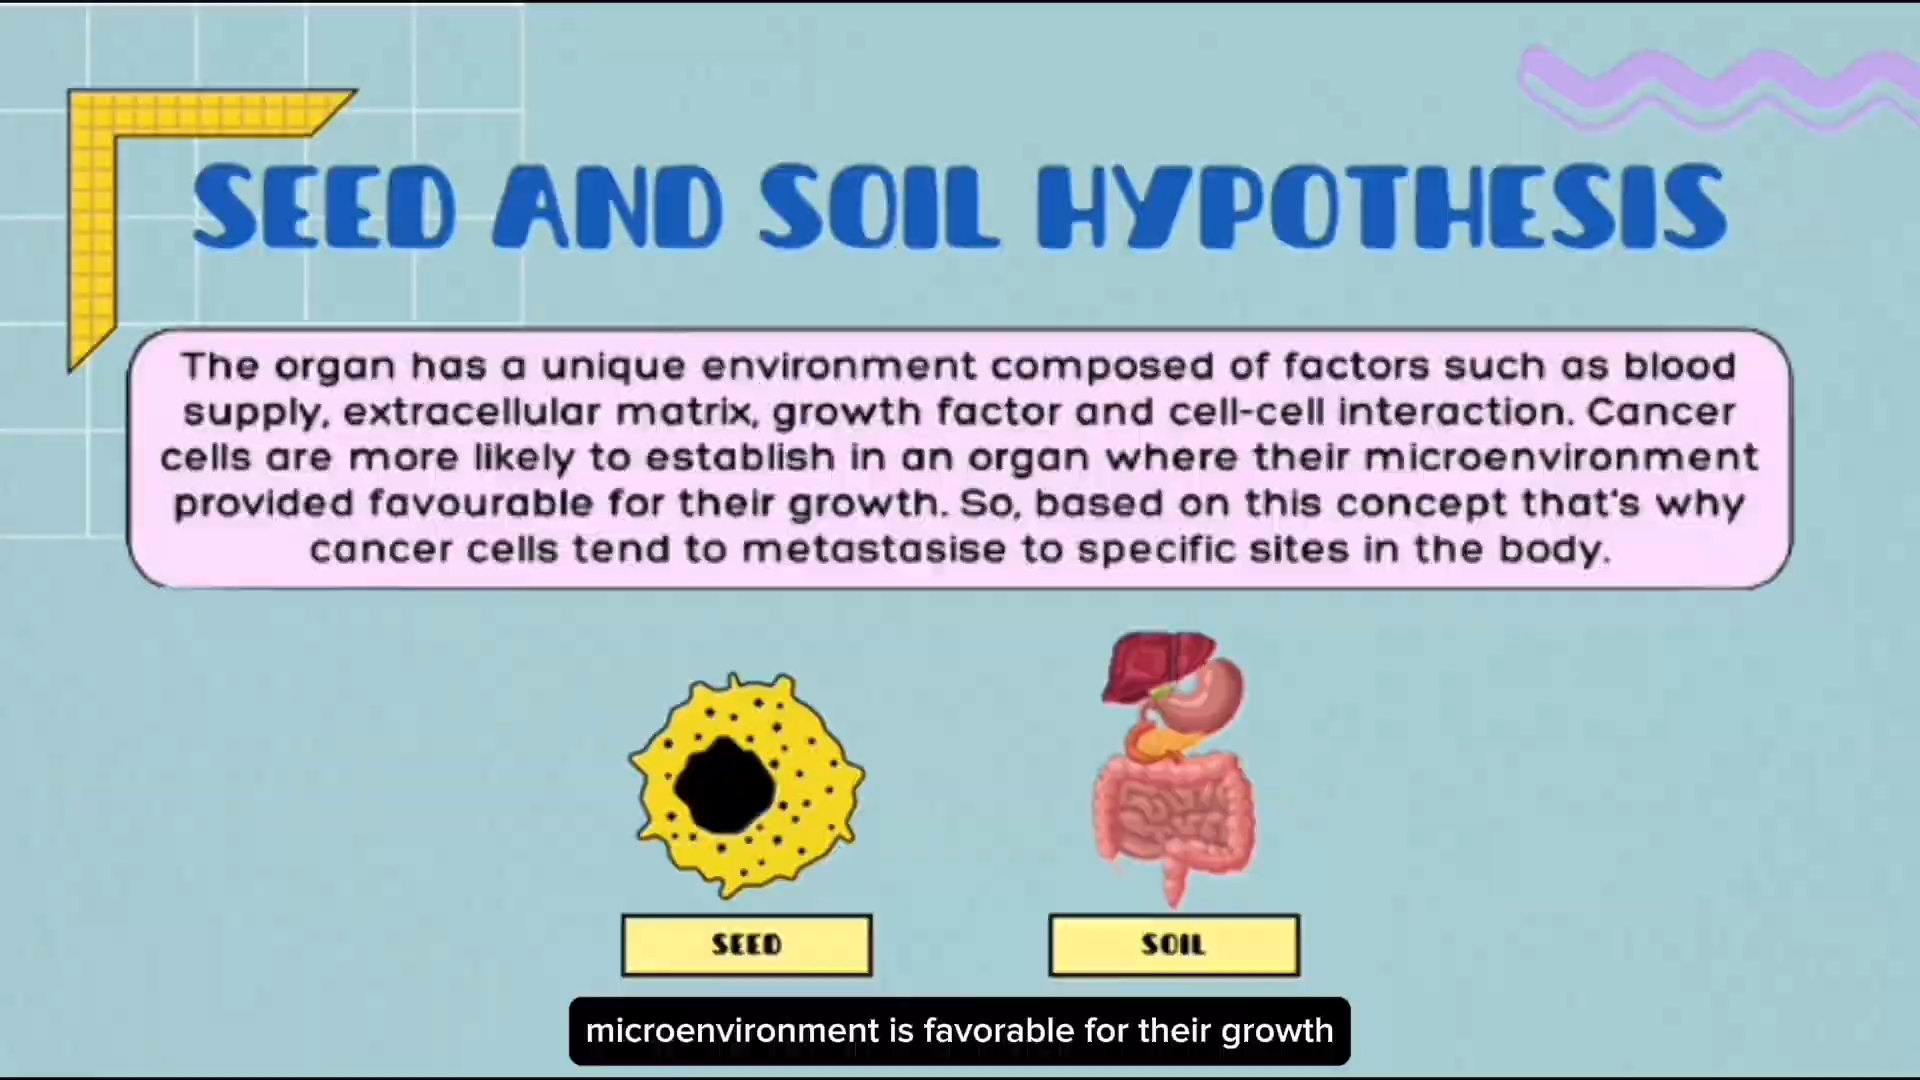 SEED AND SOIL HYPOTHESIS
The organ has a unique environment composed of factors such as blood
supply, extracellular matrix, growth factor and cell-cell interaction. Cancer
cells are more likely to establish in an organ where their microenvironment
provided favourable for their growth. So, based on this concept that's why
cancer cells tend to metastasise to specific sites in the body.
SEED
SOIL
microenvironment is favorable for their growth